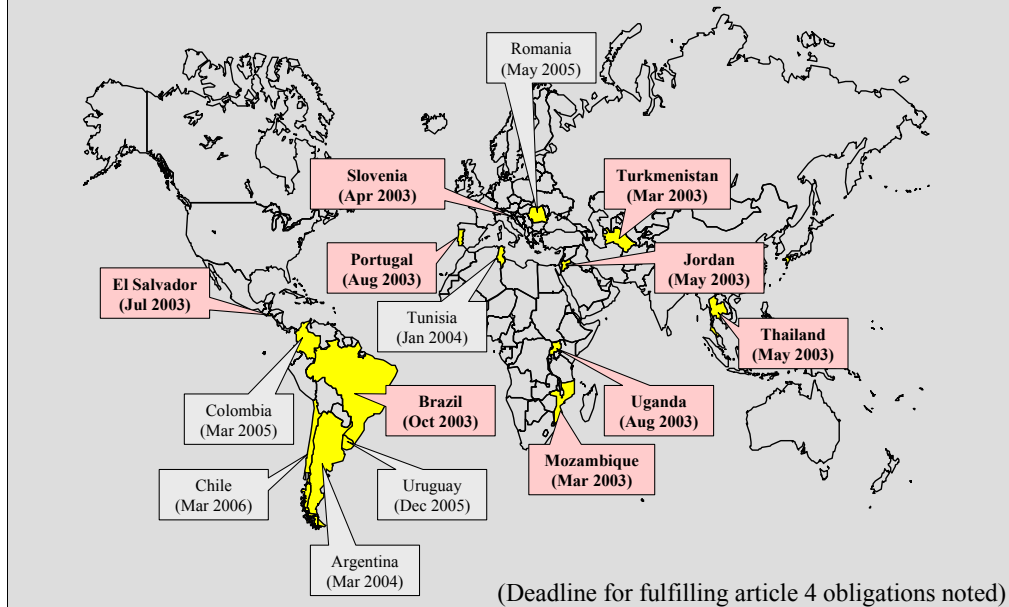 Romania
(May 2005)
Slovenia
(Apr 2003)
Turkmenistan
(Mar 2003)
Portugal
(Aug 2003)
Jordan
(May 2003)
El Salvador
(Jul 2003)
Tunisia
(Jan 2004)
Thailand
(May 2003)
Colombia
(Mar 2005)
Brazil
(Oct 2003)
Uganda
(Aug 2003)
Mozambique
(Mar 2003)
Chile
(Mar 2006)
Uruguay
(Dec 2005)
Argentina
(Mar 2004)
(Deadline for fulfilling article 4 obligations noted)